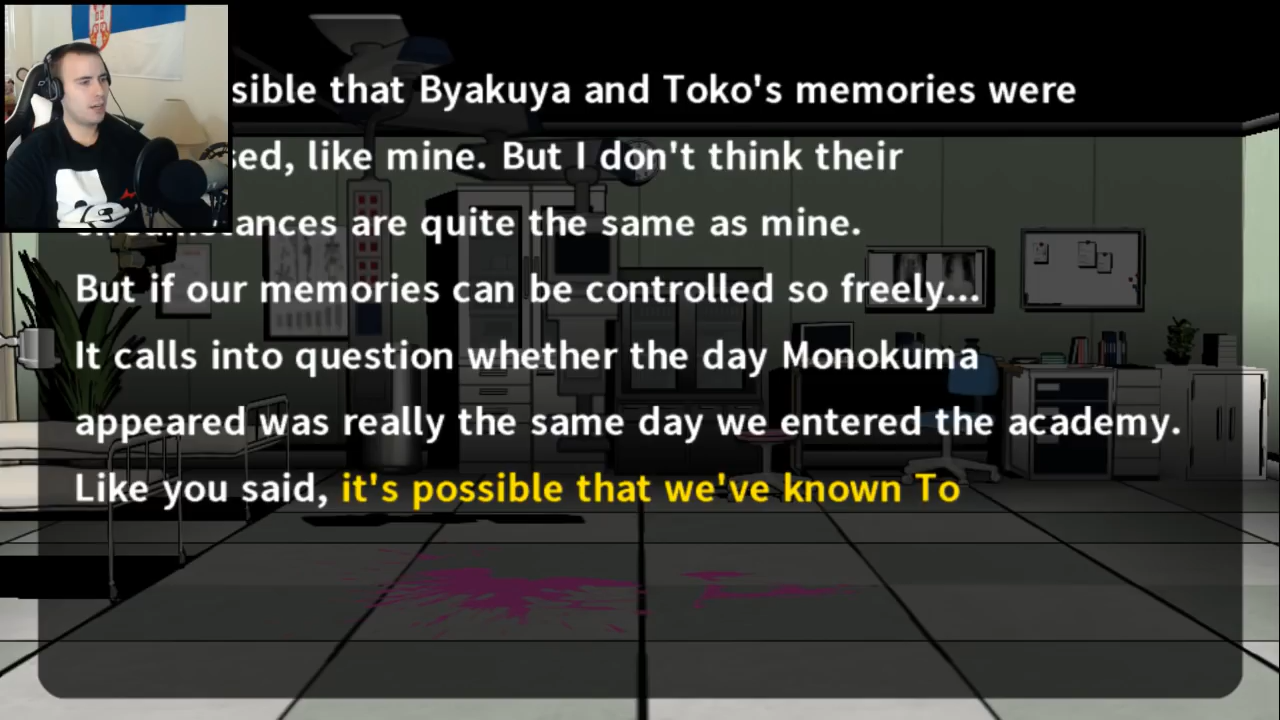 sible that Byakuya and Toko's memories were
sed, like mine. But I don't think their
circumstances are quite the same as mine.
But if our memories can be controlled so freely...
It calls into question whether the day Monokuma
appeared was really the same day we entered the academy.
Like you said, it's possible that we've known To